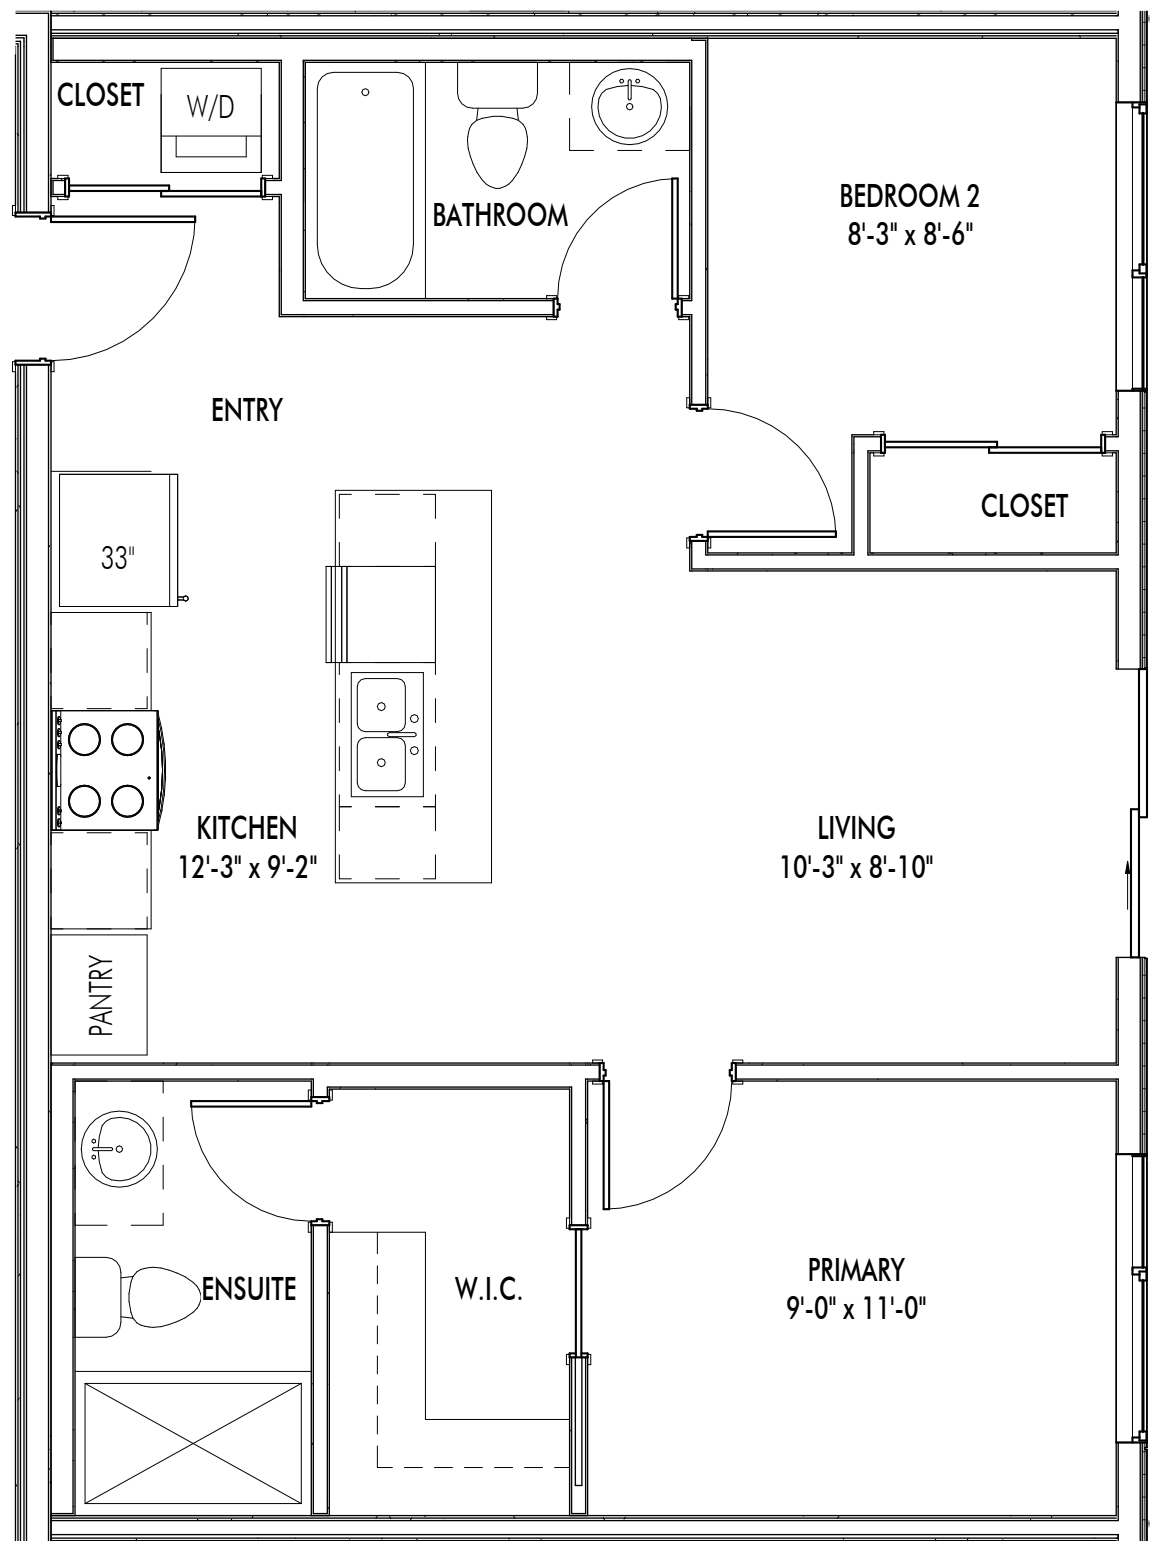 CLOSET
W/D
BATHROOM
BEDROOM 2
8'-3" x 8'-6"
ENTRY
CLOSET
33"
KITCHEN
12'-3" x 9'-2"
LIVING
10'-3" x 8'-10"
PANTRY
ENSUITE
W.I.C.
PRIMARY
9'-0" x 11'-0"